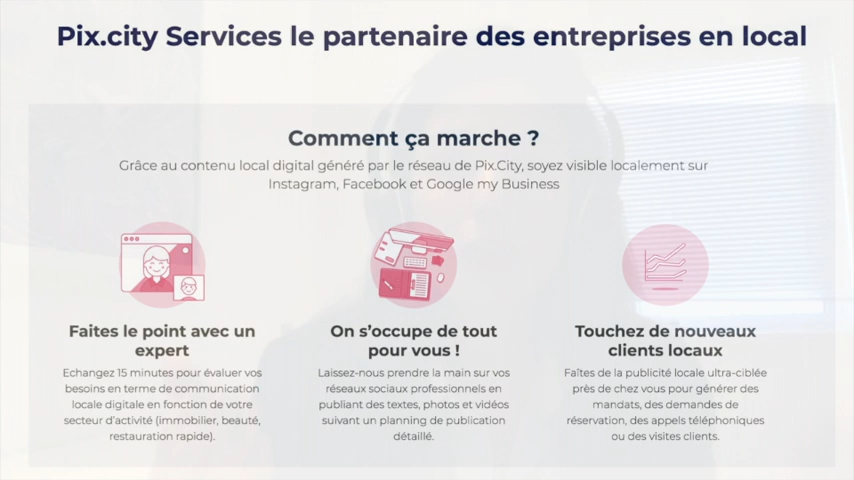 Pix.city Services le partenaire des entreprises en local
Comment ça marche ?
Grâce au contenu local digital généré par le réseau de Pix.City, soyez visible localement sur
Instagram, Facebook et Google my Business
Faites le point avec un
expert
Echangez 15 minutes pour évaluer vos
besoins en terme de communication
locale digitale en fonction de votre
secteur d'activité (immobilier, beauté,
restauration rapide).
On s'occupe de tout
pour vous !
Laissez-nous prendre la main sur vos
réseaux sociaux professionnels en
publiant des textes, photos et vidéos
suivant un planning de publication
détaillé.
Touchez de nouveaux
clients locaux
Faîtes de la publicité locale ultra-ciblée
près de chez vous pour générer des
mandats, des demandes de
réservation, des appels téléphoniques
ou des visites clients.